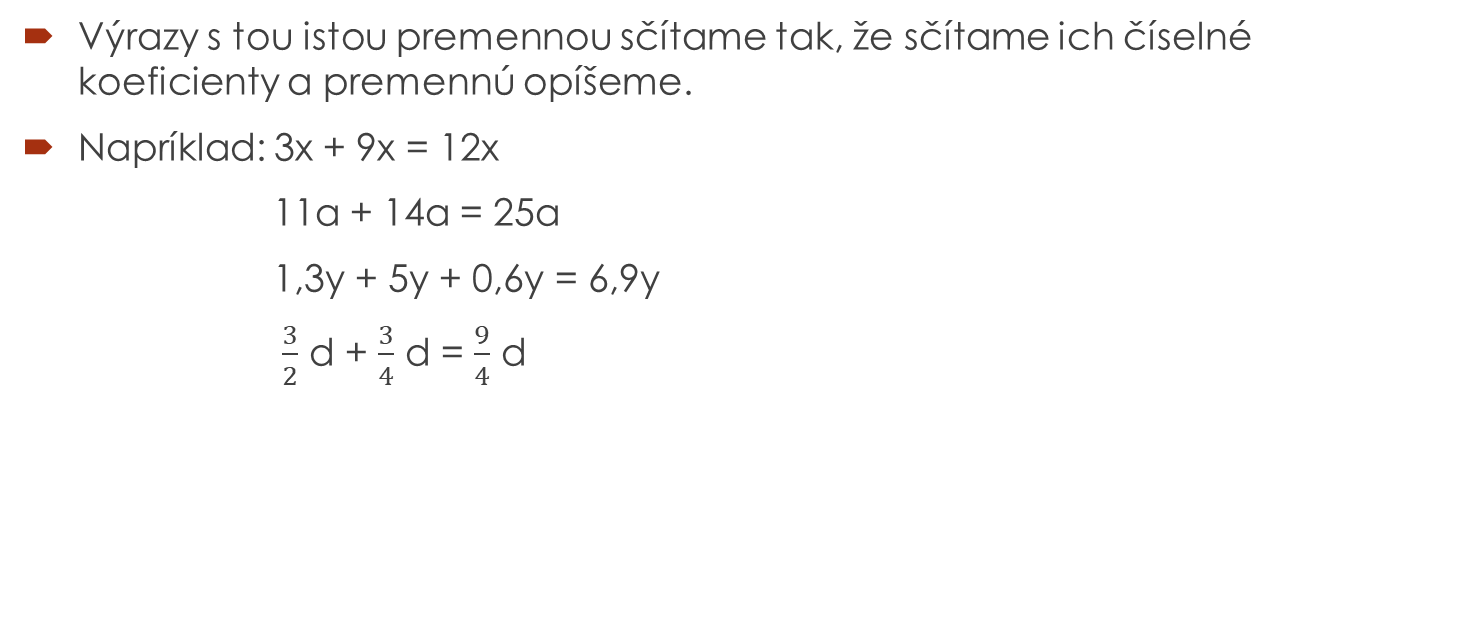 Výrazy s tou istou premennou sčítame tak, že sčítame ich číselné
koeficienty a premennú opíšeme.
Napríklad: 3x + 9x = 12x
11a + 14a = 25a
1,3y + 5y + 0,6y = 6,9y
3/2 d + 3/4 d = 9/4 d